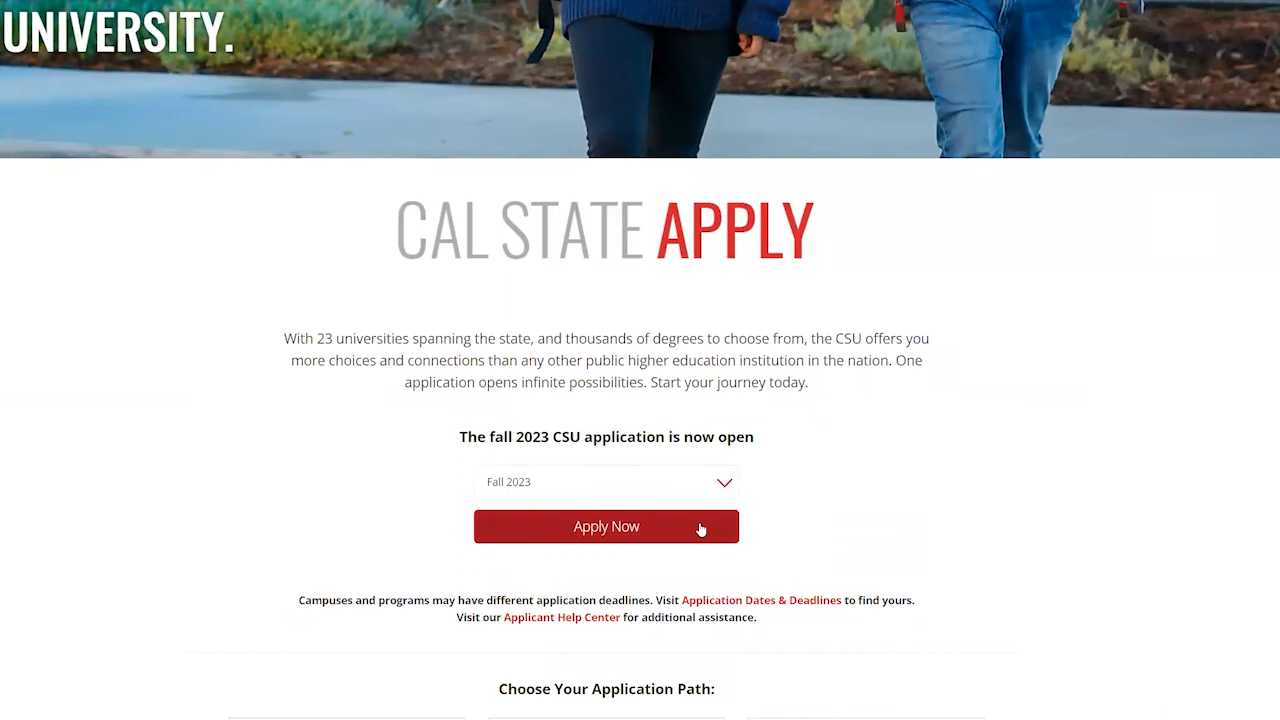 UNIVERSITY.
CAL STATE APPLY
With 23 universities spanning the state, and thousands of degrees to choose from, the CSU offers you
more choices and connections than any other public higher education institution in the nation. One
application opens infinite possibilities. Start your journey today.
The fall 2023 CSU application is now open
Fall 2023
Apply Now
Campuses and programs may have different application deadlines. Visit Application Dates & Deadlines to find yours.
Visit our Applicant Help Center for additional assistance.
Choose Your Application Path: